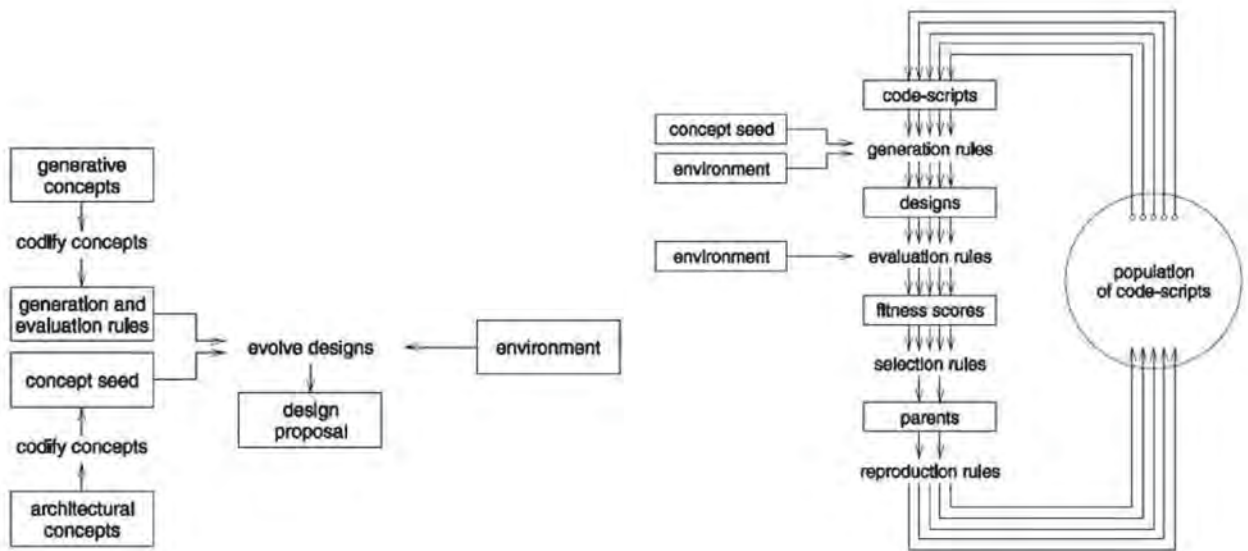 generative
concepts
codify concepts
generation and
evaluation rules
concept seed
codify concepts
architectural
concepts
evolve designs
design
proposal
environment
code-scripts
concept seed
environment
generation rules
designs
environment
evaluation rules
fitness scores
selection rules
parents
reproduction rules
population
of code-scripts